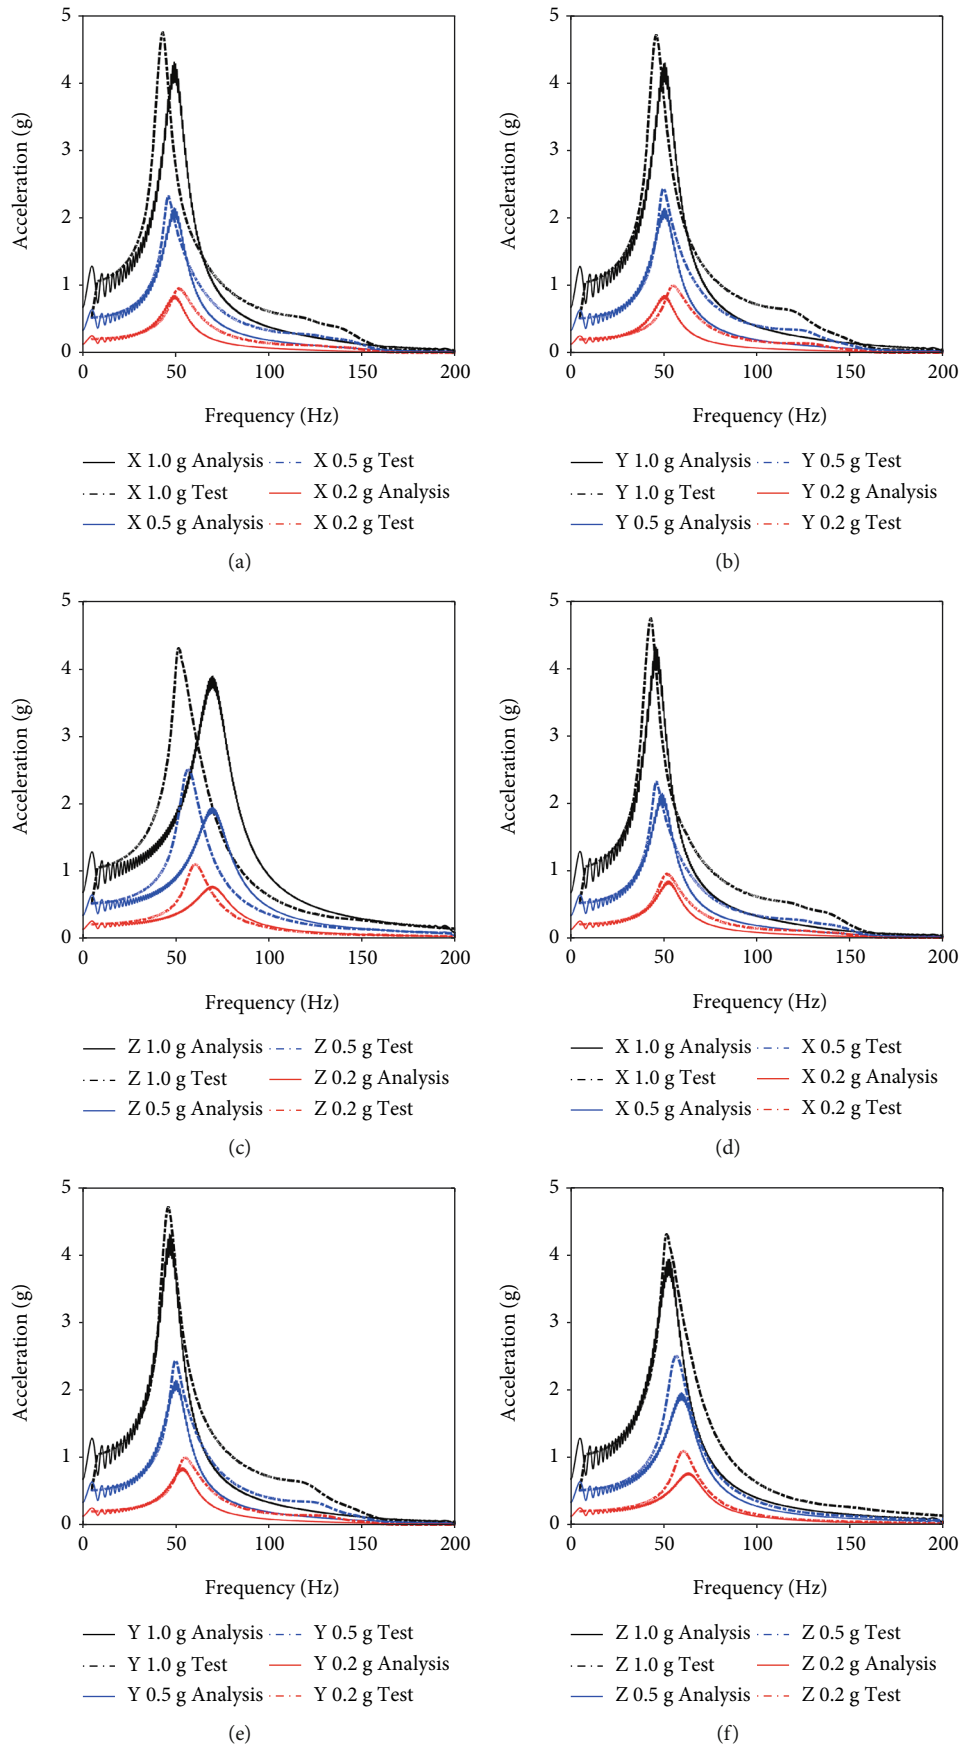 5
4
3
2
1
0
0
50
100
150
200
Acceleration (g)
Frequency (Hz)
X 1.0 g Analysis
X 1.0 g Test
X 0.5 g Analysis
X 0.5 g Test
X 0.2 g Analysis
X 0.2 g Test
(a)
5
4
3
2
1
0
0
50
100
150
200
Acceleration (g)
Frequency (Hz)
Y 1.0 g Analysis
Y 1.0 g Test
Y 0.5 g Analysis
Y 0.5 g Test
Y 0.2 g Analysis
Y 0.2 g Test
(b)
5
4
3
2
1
0
0
50
100
150
200
Acceleration (g)
Frequency (Hz)
Z 1.0 g Analysis
Z 1.0 g Test
Z 0.5 g Analysis
Z 0.5 g Test
Z 0.2 g Analysis
Z 0.2 g Test
(c)
5
4
3
2
1
0
0
50
100
150
200
Acceleration (g)
Frequency (Hz)
X 1.0 g Analysis
X 1.0 g Test
X 0.5 g Analysis
X 0.5 g Test
X 0.2 g Analysis
X 0.2 g Test
(d)
5
4
3
2
1
0
0
50
100
150
200
Acceleration (g)
Frequency (Hz)
Y 1.0 g Analysis
Y 1.0 g Test
Y 0.5 g Analysis
Y 0.5 g Test
Y 0.2 g Analysis
Y 0.2 g Test
(e)
5
4
3
2
1
0
0
50
100
150
200
Acceleration (g)
Frequency (Hz)
Z 1.0 g Analysis
Z 1.0 g Test
Z 0.5 g Analysis
Z 0.5 g Test
Z 0.2 g Analysis
Z 0.2 g Test
(f)